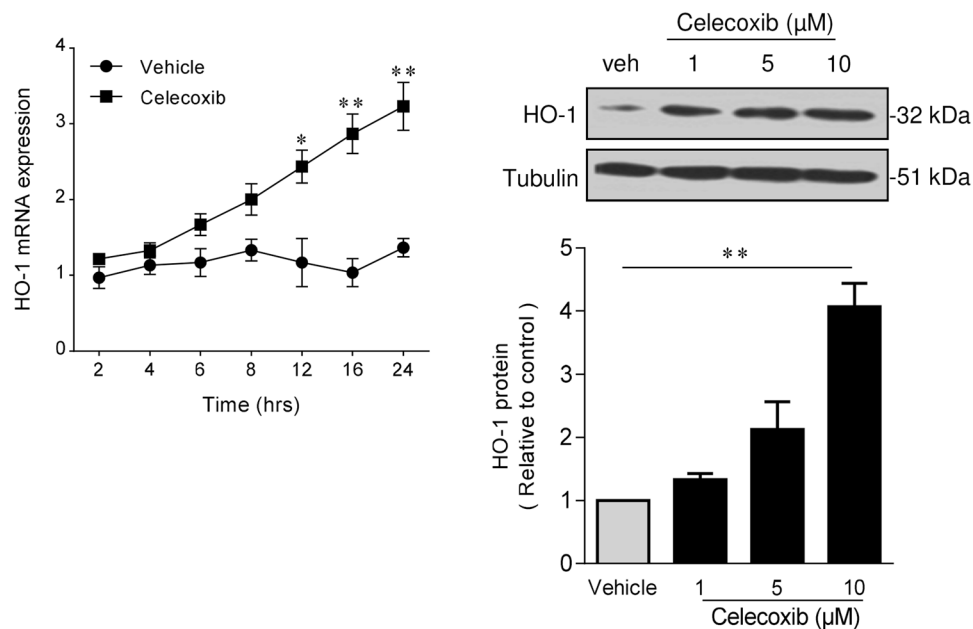 4
3
2
1
0
HO-1 mRNA expression
Vehicle
Celecoxib
*
**
**
2 4 6 8 12 16 24
Time (hrs)
Celecoxib (µM)
veh 1 5 10
HO-1
-32 kDa
Tubulin
-51 kDa
5
4
3
2
1
0
HO-1 protein
( Relative to control )
**
Vehicle 1 5 10
Celecoxib (µM)